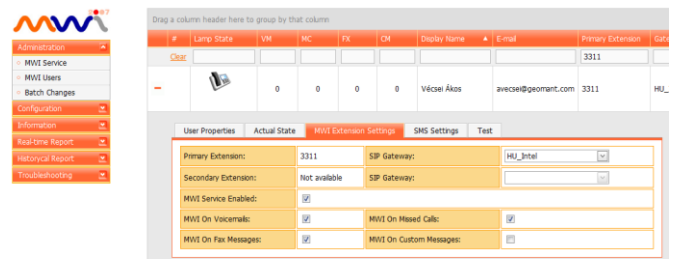 MWI 2
Drag a column header here to group by that column
# Lamp State VM MC FX CM Display Name E-mail Primary Extension Gate
Clear 3311
0 0 0 0 Vécsei Ákos avecsei@geomant.com 3311 HU_
Administration
MWI Service
MWI Users
Batch Changes
Configuration
Information
Real-time Report
Historycal Report
Troubleshooting
User Properties Actual State MWI Extension Settings SMS Settings Test
Primary Extension: 3311 SIP Gateway: HU_Intel
Secondary Extension: Not available SIP Gateway:
MWI Service Enabled:
MWI On Voicemails: MWI On Missed Calls:
MWI On Fax Messages: MWI On Custom Messages: